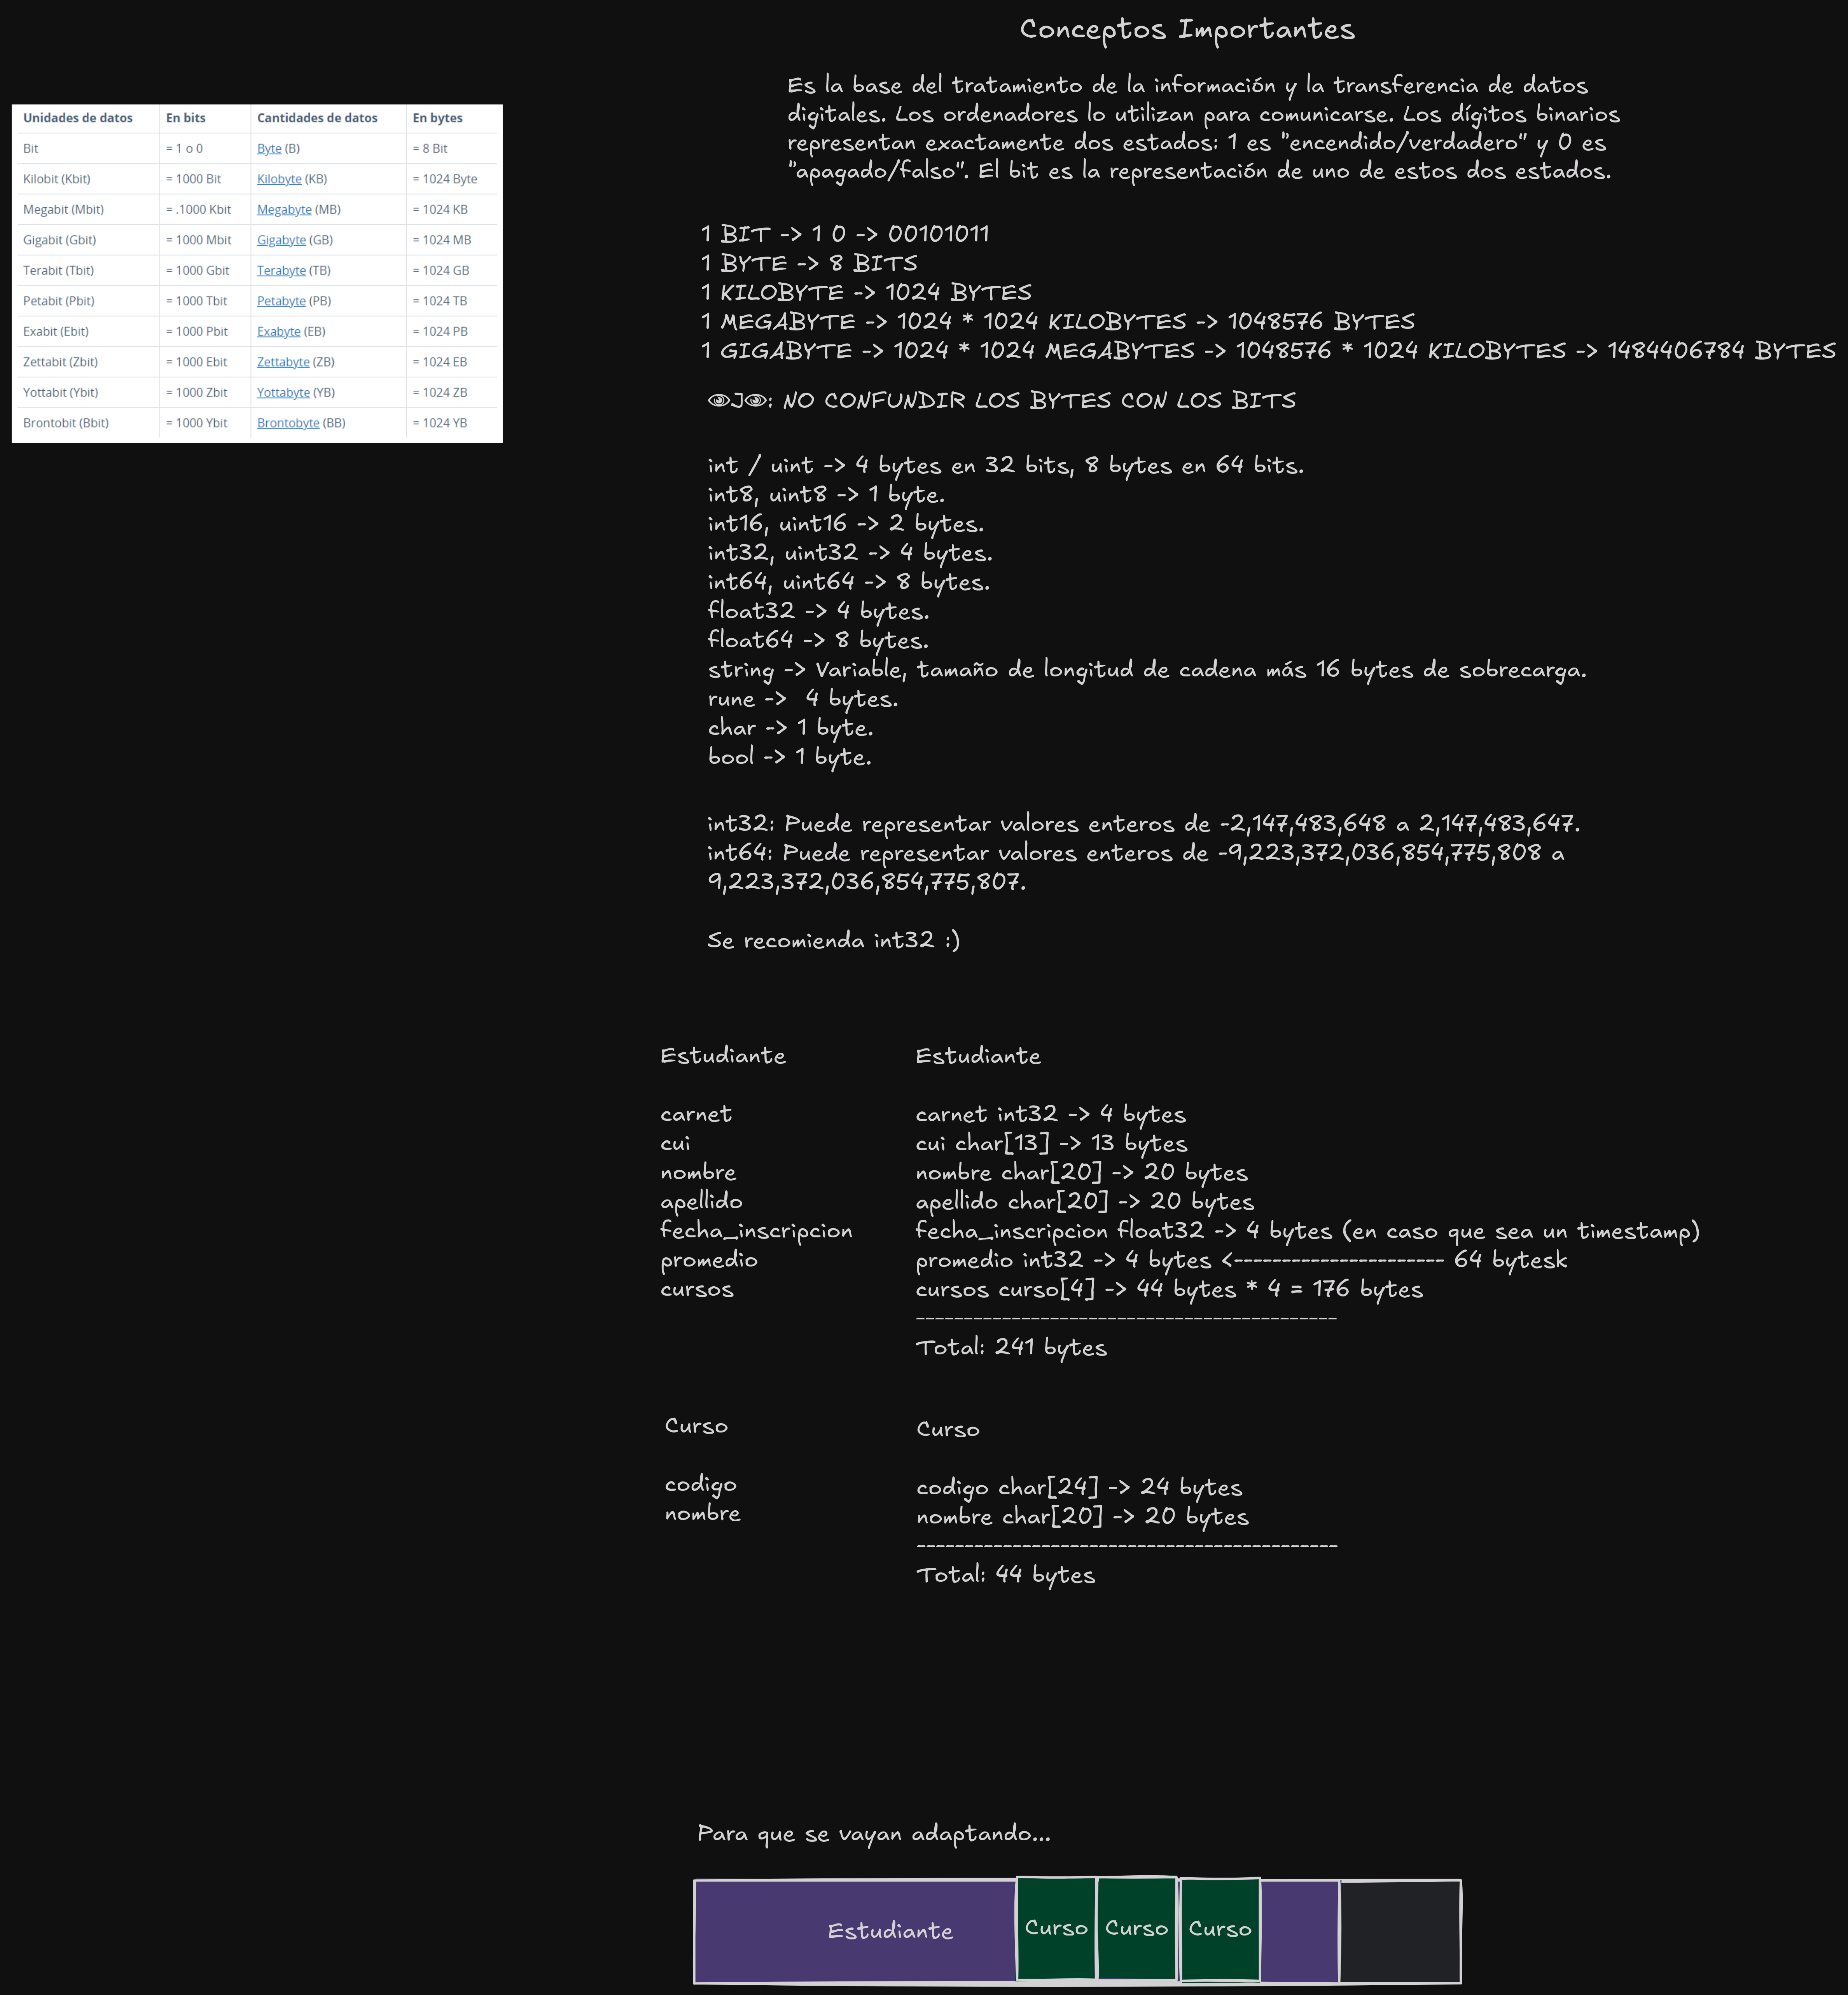 Conceptos Importantes
Es la base del tratamiento de la información y la transferencia de datos
digitales. Los ordenadores lo utilizan para comunicarse. Los dígitos binarios
representan exactamente dos estados: 1 es "encendido/verdadero" y 0 es
"apagado/falso". El bit es la representación de uno de estos dos estados.
Unidades de datos En bits Cantidades de datos En bytes
Bit = 1 o 0 Byte (B) = 8 Bit
Kilobit (Kbit) = 1000 Bit Kilobyte (KB) = 1024 Byte
Megabit (Mbit) = .1000 Kbit Megabyte (MB) = 1024 KB
Gigabit (Gbit) = 1000 Mbit Gigabyte (GB) = 1024 MB
Terabit (Tbit) = 1000 Gbit Terabyte (TB) = 1024 GB
Petabit (Pbit) = 1000 Tbit Petabyte (PB) = 1024 TB
Exabit (Ebit) = 1000 Pbit Exabyte (EB) = 1024 PB
Zettabit (Zbit) = 1000 Ebit Zettabyte (ZB) = 1024 EB
Yottabit (Ybit) = 1000 Zbit Yottabyte (YB) = 1024 ZB
Brontobit (Bbit) = 1000 Ybit Brontobyte (BB) = 1024 YB
1 BIT -> 1 0 -> 00101011
1 BYTE -> 8 BITS
1 KILOBYTE -> 1024 BYTES
1 MEGABYTE -> 1024 * 1024 KILOBYTES -> 1048576 BYTES
1 GIGABYTE -> 1024 * 1024 MEGABYTES -> 1048576 * 1024 KILOBYTES -> 1484406784 BYTES
👁J👁: NO CONFUNDIR LOS BYTES CON LOS BITS
int / uint -> 4 bytes en 32 bits, 8 bytes en 64 bits.
int8, uint8 -> 1 byte.
int16, uint16 -> 2 bytes.
int32, uint32 -> 4 bytes.
int64, uint64 -> 8 bytes.
float32 -> 4 bytes.
float64 -> 8 bytes.
string -> Variable, tamaño de longitud de cadena más 16 bytes de sobrecarga.
rune -> 4 bytes.
char -> 1 byte.
bool -> 1 byte.
int32: Puede representar valores enteros de -2,147,483,648 a 2,147,483,647.
int64: Puede representar valores enteros de -9,223,372,036,854,775,808 a
9,223,372,036,854,775,807.
Se recomienda int32 :)
Estudiante
carnet
cui
nombre
apellido
fecha_inscripcion
promedio
cursos
Estudiante
carnet int32 -> 4 bytes
cui char[13] -> 13 bytes
nombre char[20] -> 20 bytes
apellido char[20] -> 20 bytes
fecha_inscripcion float32 -> 4 bytes (en caso que sea un timestamp)
promedio int32 -> 4 bytes <---------------------- 64 bytesk
cursos curso[4] -> 44 bytes * 4 = 176 bytes
--------------------------------------------
Total: 241 bytes
Curso
codigo
nombre
Curso
codigo char[24] -> 24 bytes
nombre char[20] -> 20 bytes
--------------------------------------------
Total: 44 bytes
Para que se vayan adaptando...
Estudiante
Curso
Curso
Curso